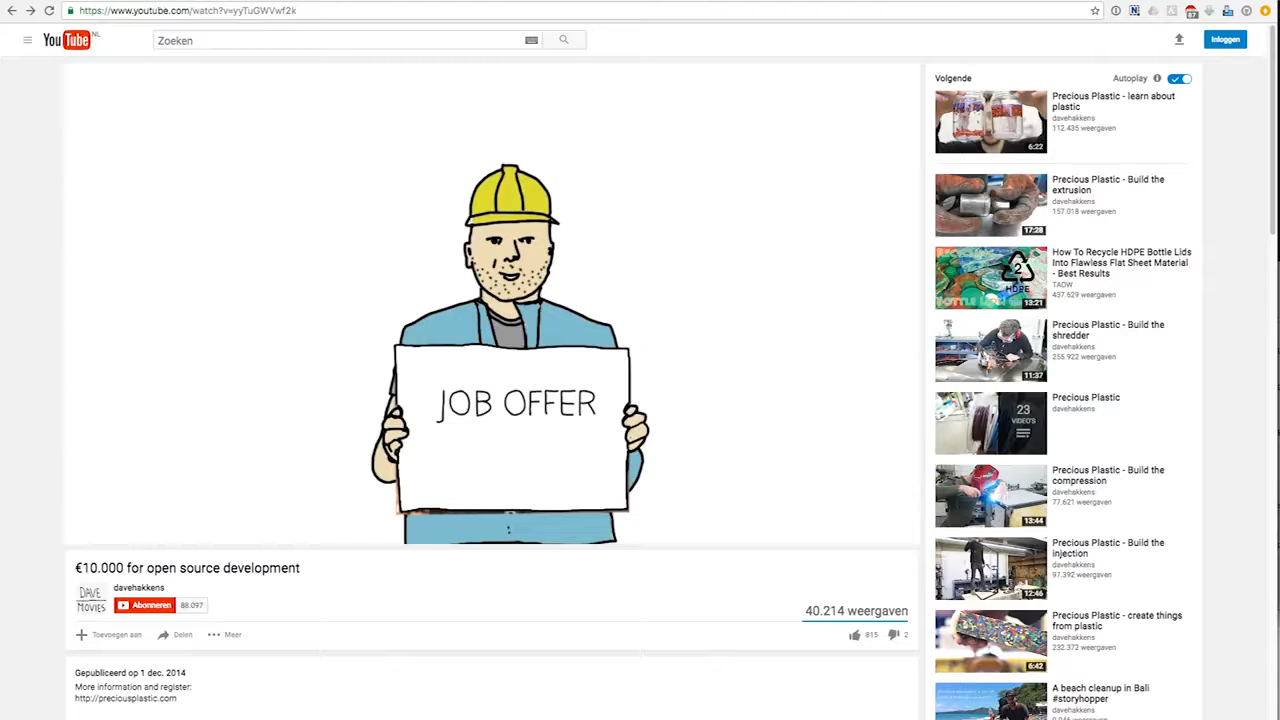 https://www.youtube.com/watch?v=yyTuGWVwf2k
YouTube NL
Zoeken
Inloggen
JOB OFFER
€10.000 for open source development
DAVE
MOVIES
davehakkens
Abonneren 88.097
40.214 weergaven
Toevoegen aan Delen Meer
815 2
Gepubliceerd op 1 dec. 2014
More information and register:
http://preciousplastic.com
Volgende
Autoplay
Precious Plastic - learn about
plastic
davehakkens
112.435 weergaven
6:22
Precious Plastic - Build the
extrusion
davehakkens
157.018 weergaven
17:28
How To Recycle HDPE Bottle Lids
Into Flawless Flat Sheet Material
- Best Results
TAOW
437.629 weergaven
2
HDPE
BOTTLE LIDS
13:21
Precious Plastic - Build the
shredder
davehakkens
255.922 weergaven
11:37
Precious Plastic
davehakkens
23
VIDEO'S
Precious Plastic - Build the
compression
davehakkens
77.621 weergaven
13:44
Precious Plastic - Build the
injection
davehakkens
97.392 weergaven
12:46
Precious Plastic - create things
from plastic
davehakkens
232.372 weergaven
6:42
A beach cleanup in Bali
#storyhopper
davehakkens